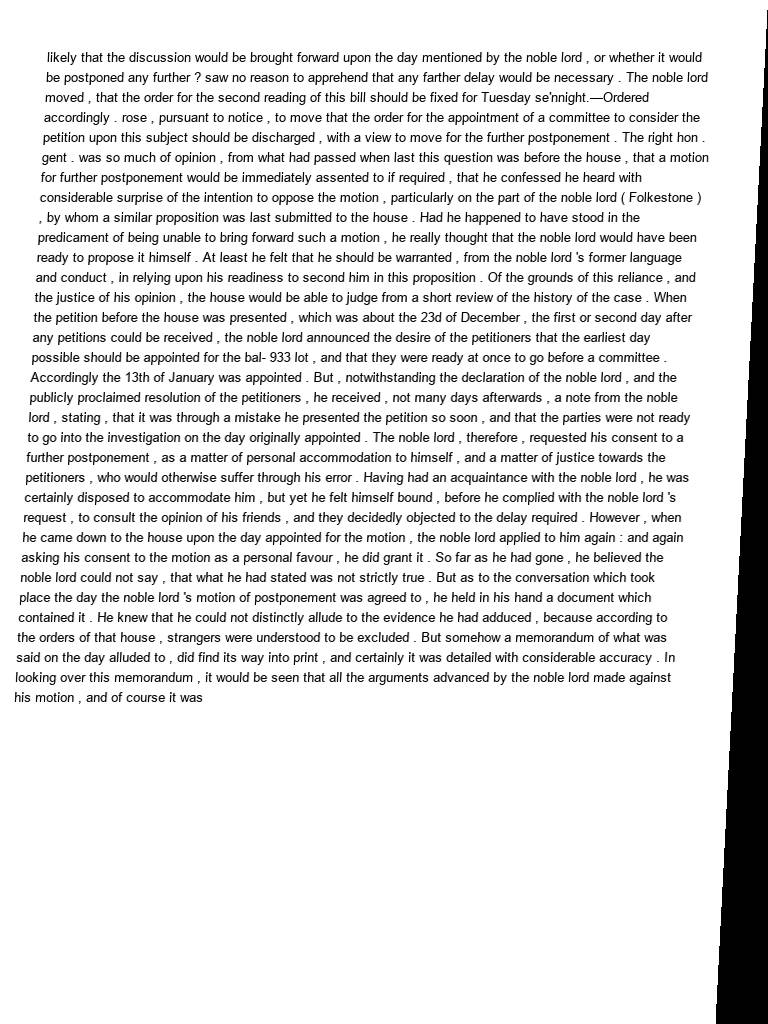 likely that the discussion would be brought forward upon the day mentioned by the noble lord , or whether it would
be postponed any further ? saw no reason to apprehend that any farther delay would be necessary . The noble lord
moved , that the order for the second reading of this bill should be fixed for Tuesday se'nnight.—Ordered
accordingly . rose , pursuant to notice , to move that the order for the appointment of a committee to consider the
petition upon this subject should be discharged , with a view to move for the further postponement . The right hon .
gent . was so much of opinion , from what had passed when last this question was before the house , that a motion
for further postponement would be immediately assented to if required , that he confessed he heard with
considerable surprise of the intention to oppose the motion , particularly on the part of the noble lord ( Folkestone )
, by whom a similar proposition was last submitted to the house . Had he happened to have stood in the
predicament of being unable to bring forward such a motion , he really thought that the noble lord would have been
ready to propose it himself . At least he felt that he should be warranted , from the noble lord 's former language
and conduct , in relying upon his readiness to second him in this proposition . Of the grounds of this reliance , and
the justice of his opinion , the house would be able to judge from a short review of the history of the case . When
the petition before the house was presented , which was about the 23d of December , the first or second day after
any petitions could be received , the noble lord announced the desire of the petitioners that the earliest day
possible should be appointed for the bal- 933 lot , and that they were ready at once to go before a committee .
Accordingly the 13th of January was appointed . But , notwithstanding the declaration of the noble lord , and the
publicly proclaimed resolution of the petitioners , he received , not many days afterwards , a note from the noble
lord , stating , that it was through a mistake he presented the petition so soon , and that the parties were not ready
to go into the investigation on the day originally appointed . The noble lord , therefore , requested his consent to a
further postponement , as a matter of personal accommodation to himself , and a matter of justice towards the
petitioners , who would otherwise suffer through his error . Having had an acquaintance with the noble lord , he was
certainly disposed to accommodate him , but yet he felt himself bound , before he complied with the noble lord 's
request , to consult the opinion of his friends , and they decidedly objected to the delay required . However , when
he came down to the house upon the day appointed for the motion , the noble lord applied to him again : and again
asking his consent to the motion as a personal favour , he did grant it . So far as he had gone , he believed the
noble lord could not say , that what he had stated was not strictly true . But as to the conversation which took
place the day the noble lord 's motion of postponement was agreed to , he held in his hand a document which
contained it . He knew that he could not distinctly allude to the evidence he had adduced , because according to
the orders of that house , strangers were understood to be excluded . But somehow a memorandum of what was
said on the day alluded to , did find its way into print , and certainly it was detailed with considerable accuracy . In
looking over this memorandum , it would be seen that all the arguments advanced by the noble lord made against
his motion , and of course it was